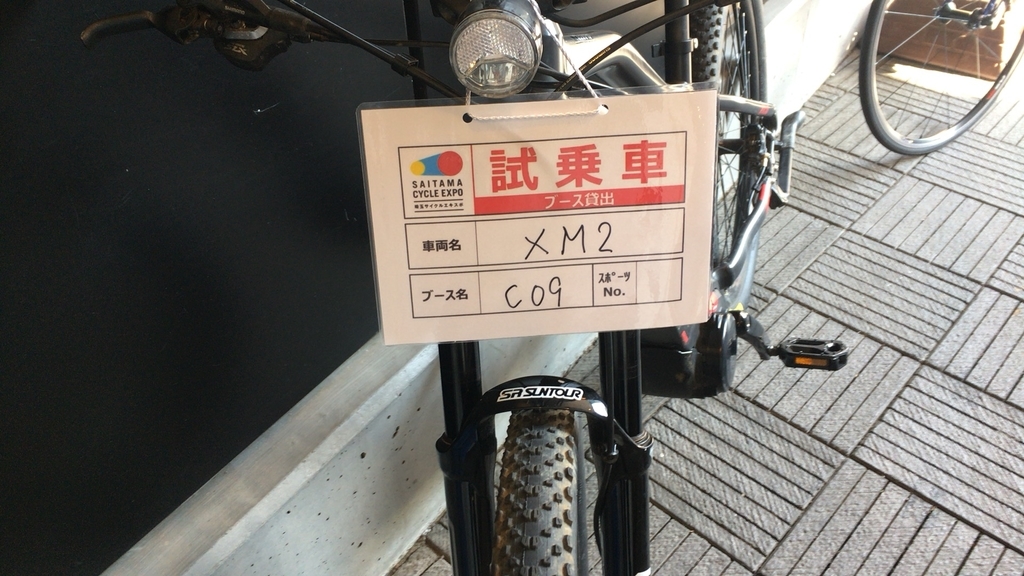 SAITAMA
CYCLE EXPO
埼玉サイクルエキスポ
試乗車
ブース貸出
車両名 XM2
ブース名 C09 スポーツ No.
SR SUNTOUR